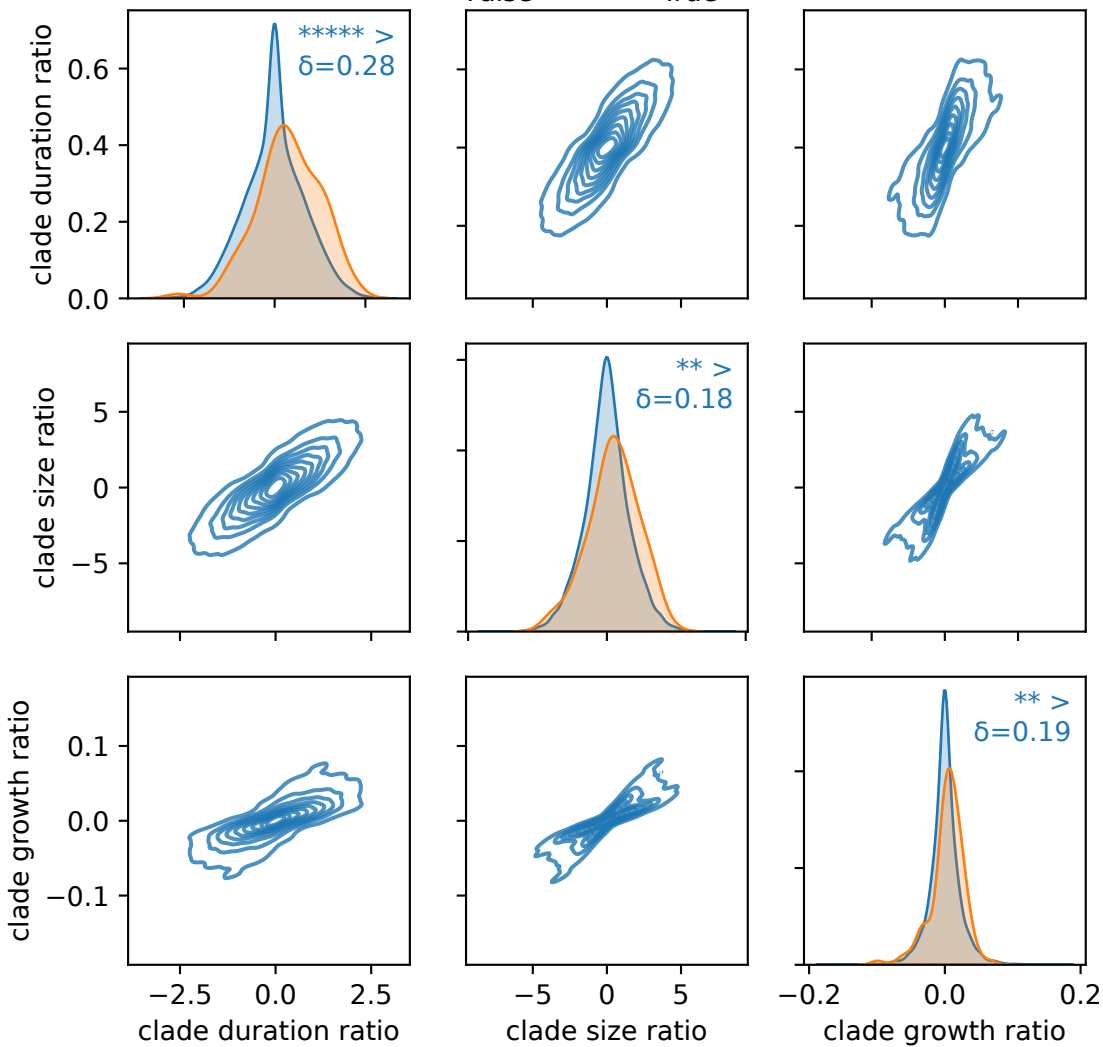 ***** >
δ=0.28
clade duration ratio
0.6
0.4
0.2
0.0
** >
δ=0.18
clade size ratio
5
0
−5
** >
δ=0.19
clade growth ratio
0.1
0.0
−0.1
−2.5 0.0 2.5 −5 0 5 −0.2 0.0 0.2
clade duration ratio clade size ratio clade growth ratio